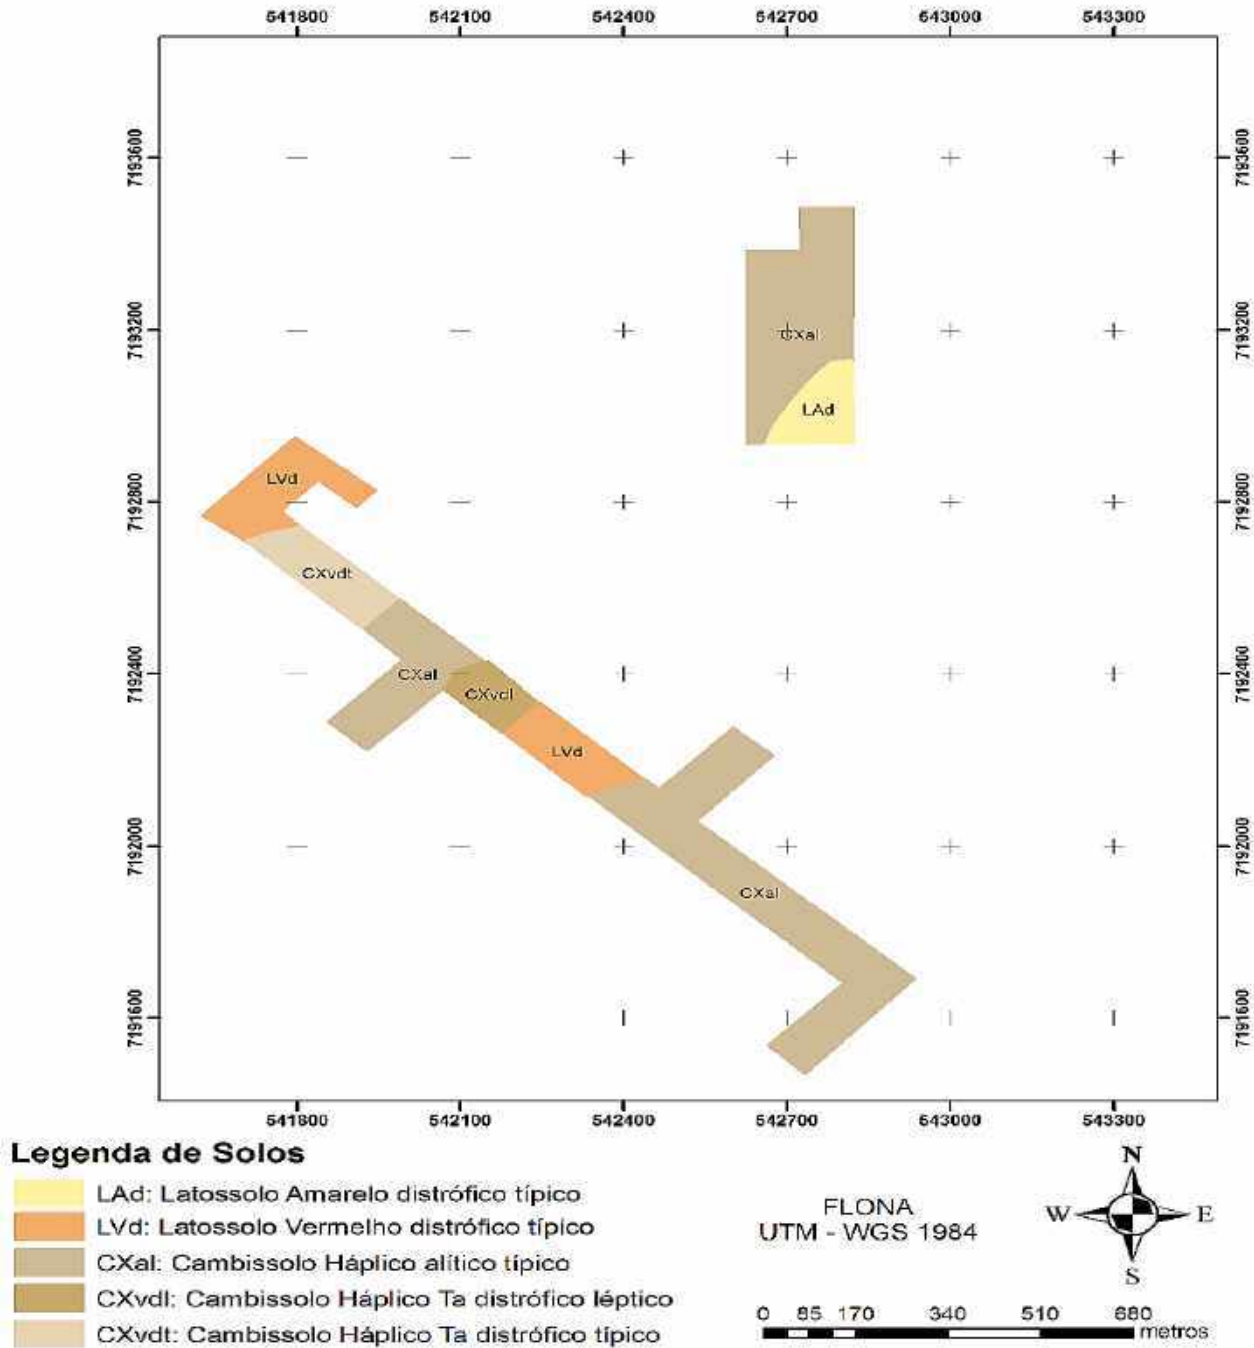 541800 542100 542400 542700 543000 543300
7193600 7193600
7193200 7193200
CXal
LAd
7192800 7192800
LVd
CXvdt
7192400 7192400
CXal
CXvdl
LVd
7192000 7192000
CXal
7191600 7191600
541800 542100 542400 542700 543000 543300
Legenda de Solos
LAd: Latossolo Amarelo distrófico típico
LVd: Latossolo Vermelho distrófico típico
CXal: Cambissolo Háplico alítico típico
CXvdl: Cambissolo Háplico Ta distrófico léptico
CXvdt: Cambissolo Háplico Ta distrófico típico
FLONA
UTM - WGS 1984
N
W E
S
0 85 170 340 510 680
metros